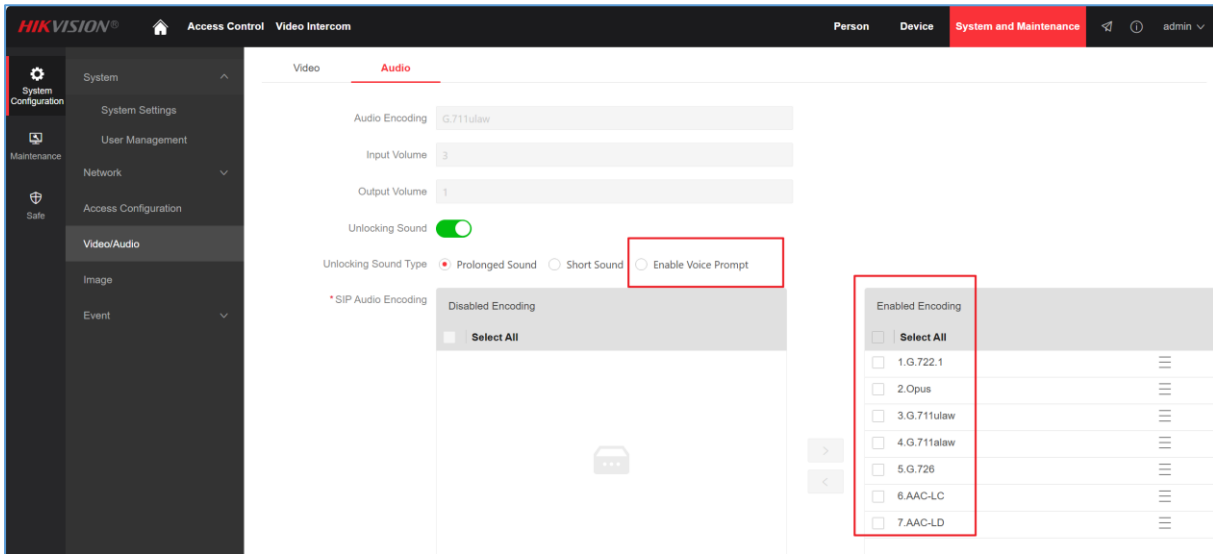 HIKVISION®
Access Control
Video Intercom
Person
Device
System and Maintenance
admin
System
Configuration
Maintenance
Safe
System
System Settings
User Management
Network
Access Configuration
Video/Audio
Image
Event
Video
Audio
Audio Encoding G.711ulaw
Input Volume 3
Output Volume 1
Unlocking Sound
Unlocking Sound Type Prolonged Sound Short Sound Enable Voice Prompt
*SIP Audio Encoding
Disabled Encoding
Select All
Enabled Encoding
Select All
1.G.722.1
2.Opus
3.G.711ulaw
4.G.711alaw
5.G.726
6.AAC-LC
7.AAC-LD